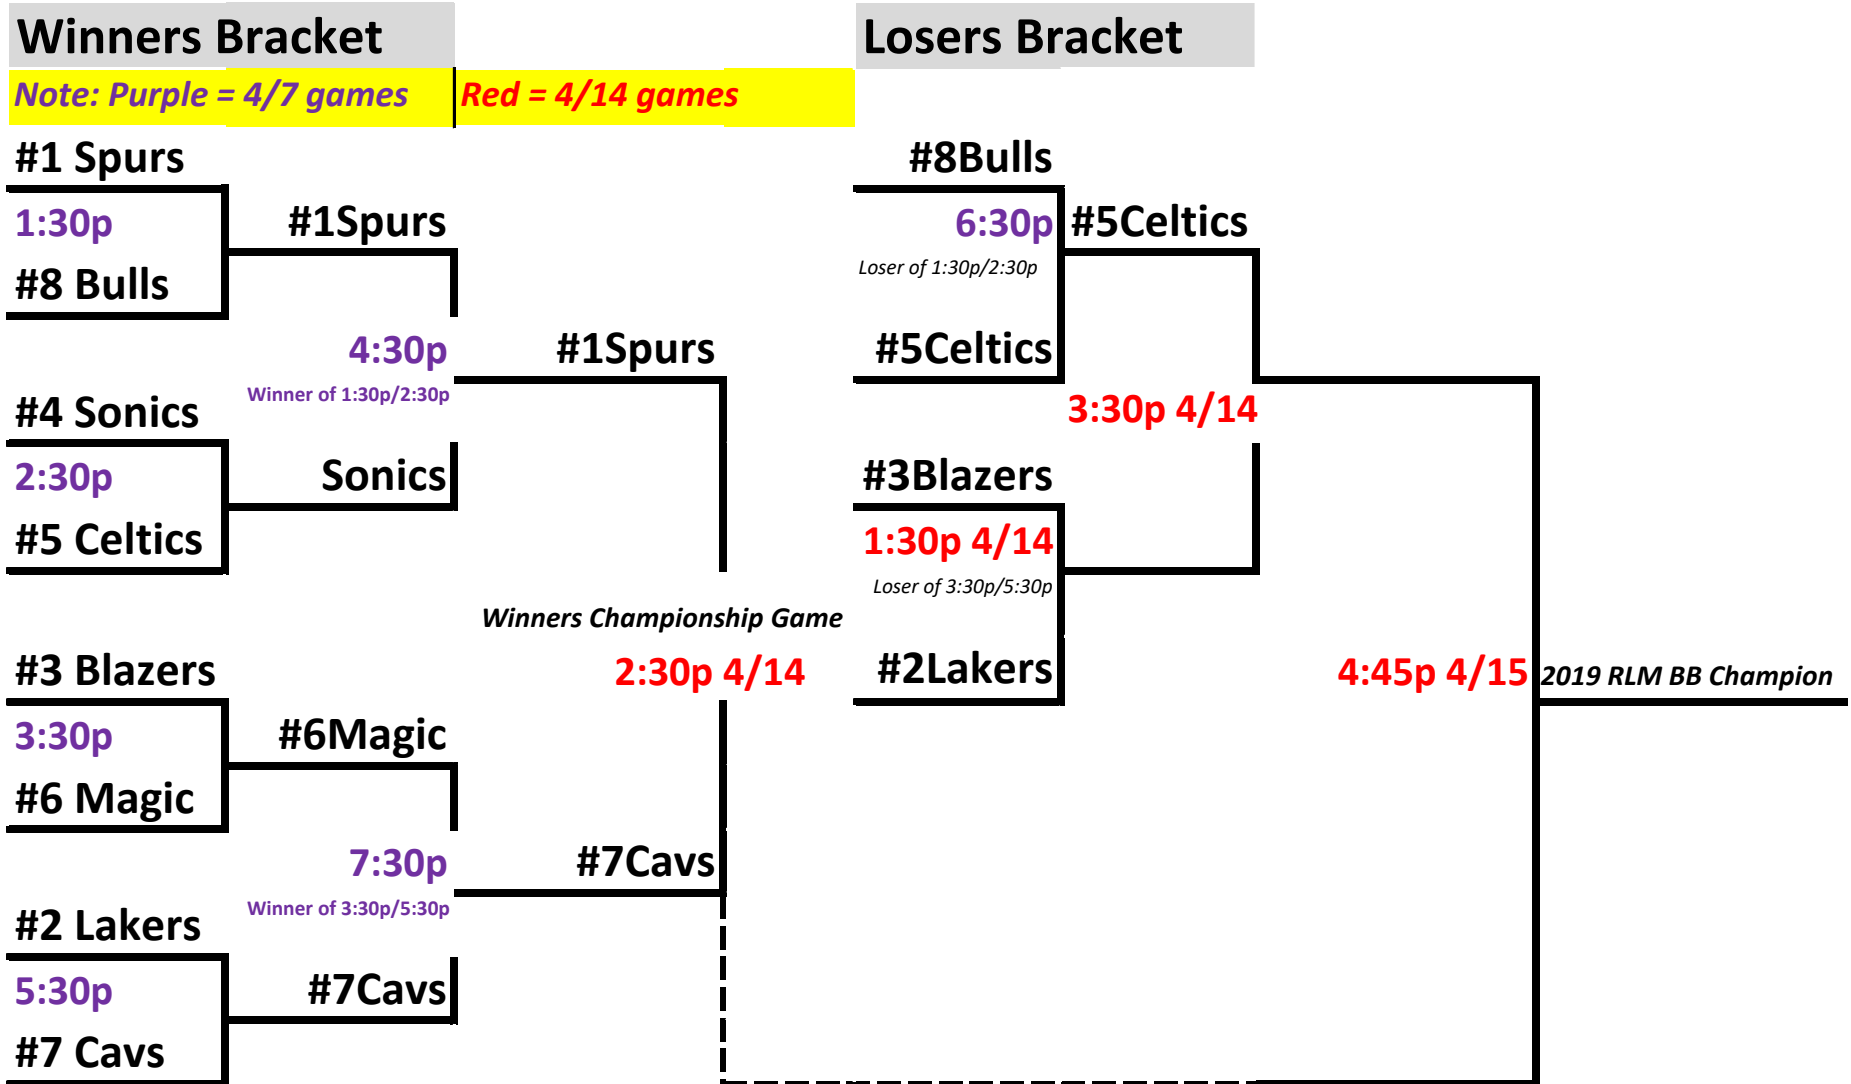 Winners Bracket
Losers Bracket
Note: Purple = 4/7 games
Red = 4/14 games
#1 Spurs
1:30p
#8 Bulls
#1Spurs
4:30p
Winner of 1:30p/2:30p
#4 Sonics
2:30p
#5 Celtics
Sonics
#1Spurs
Winners Championship Game
2:30p 4/14
#3 Blazers
3:30p
#6 Magic
#6Magic
7:30p
Winner of 3:30p/5:30p
#2 Lakers
5:30p
#7 Cavs
#7Cavs
#7Cavs
#8Bulls
6:30p
Loser of 1:30p/2:30p
#5Celtics
#5Celtics
3:30p 4/14
#3Blazers
1:30p 4/14
Loser of 3:30p/5:30p
#2Lakers
4:45p 4/15
2019 RLM BB Champion